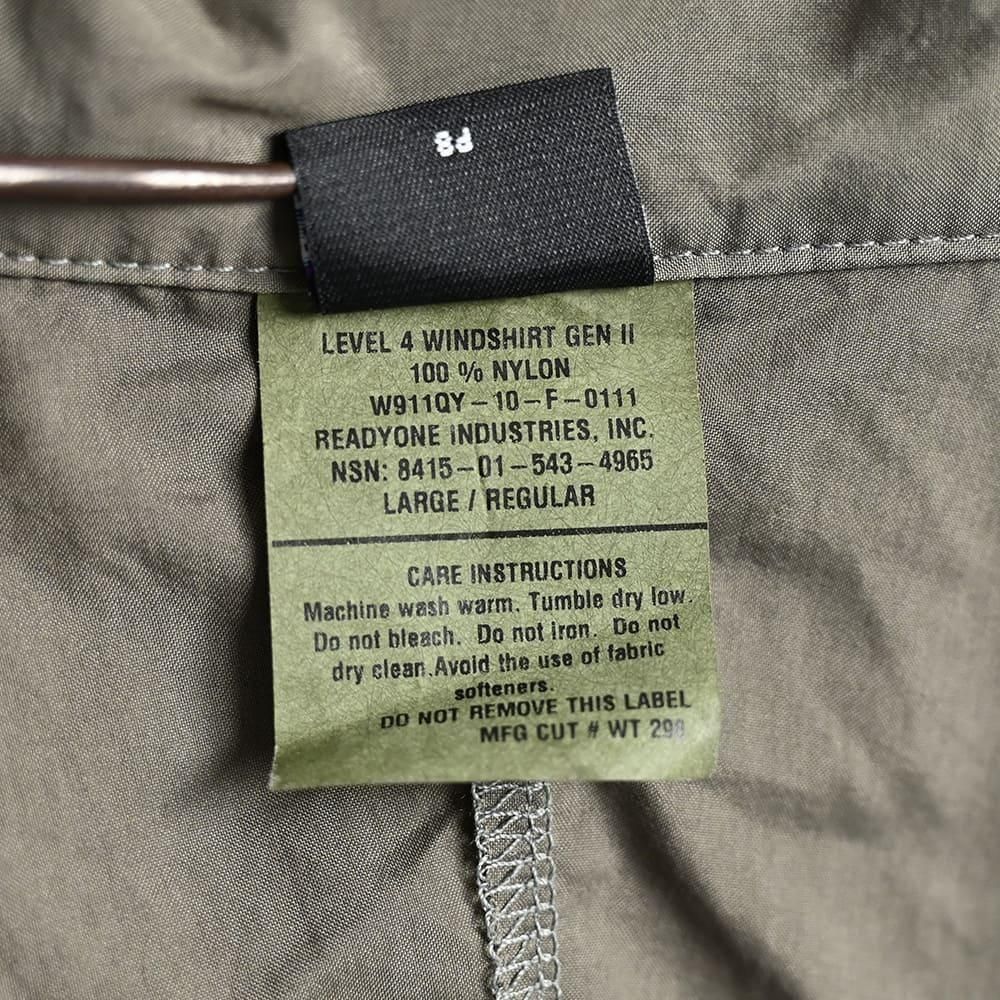 P8
LEVEL 4 WINDSHIRT GEN II
100 % NYLON
W911QY-10-F-0111
READYONE INDUSTRIES, INC.
NSN: 8415-01-543-4965
LARGE / REGULAR
CARE INSTRUCTIONS
Machine wash warm. Tumble dry low.
Do not bleach. Do not iron. Do not
dry clean.Avoid the use of fabric
softeners.
DO NOT REMOVE THIS LABEL
MFG CUT # WT 298